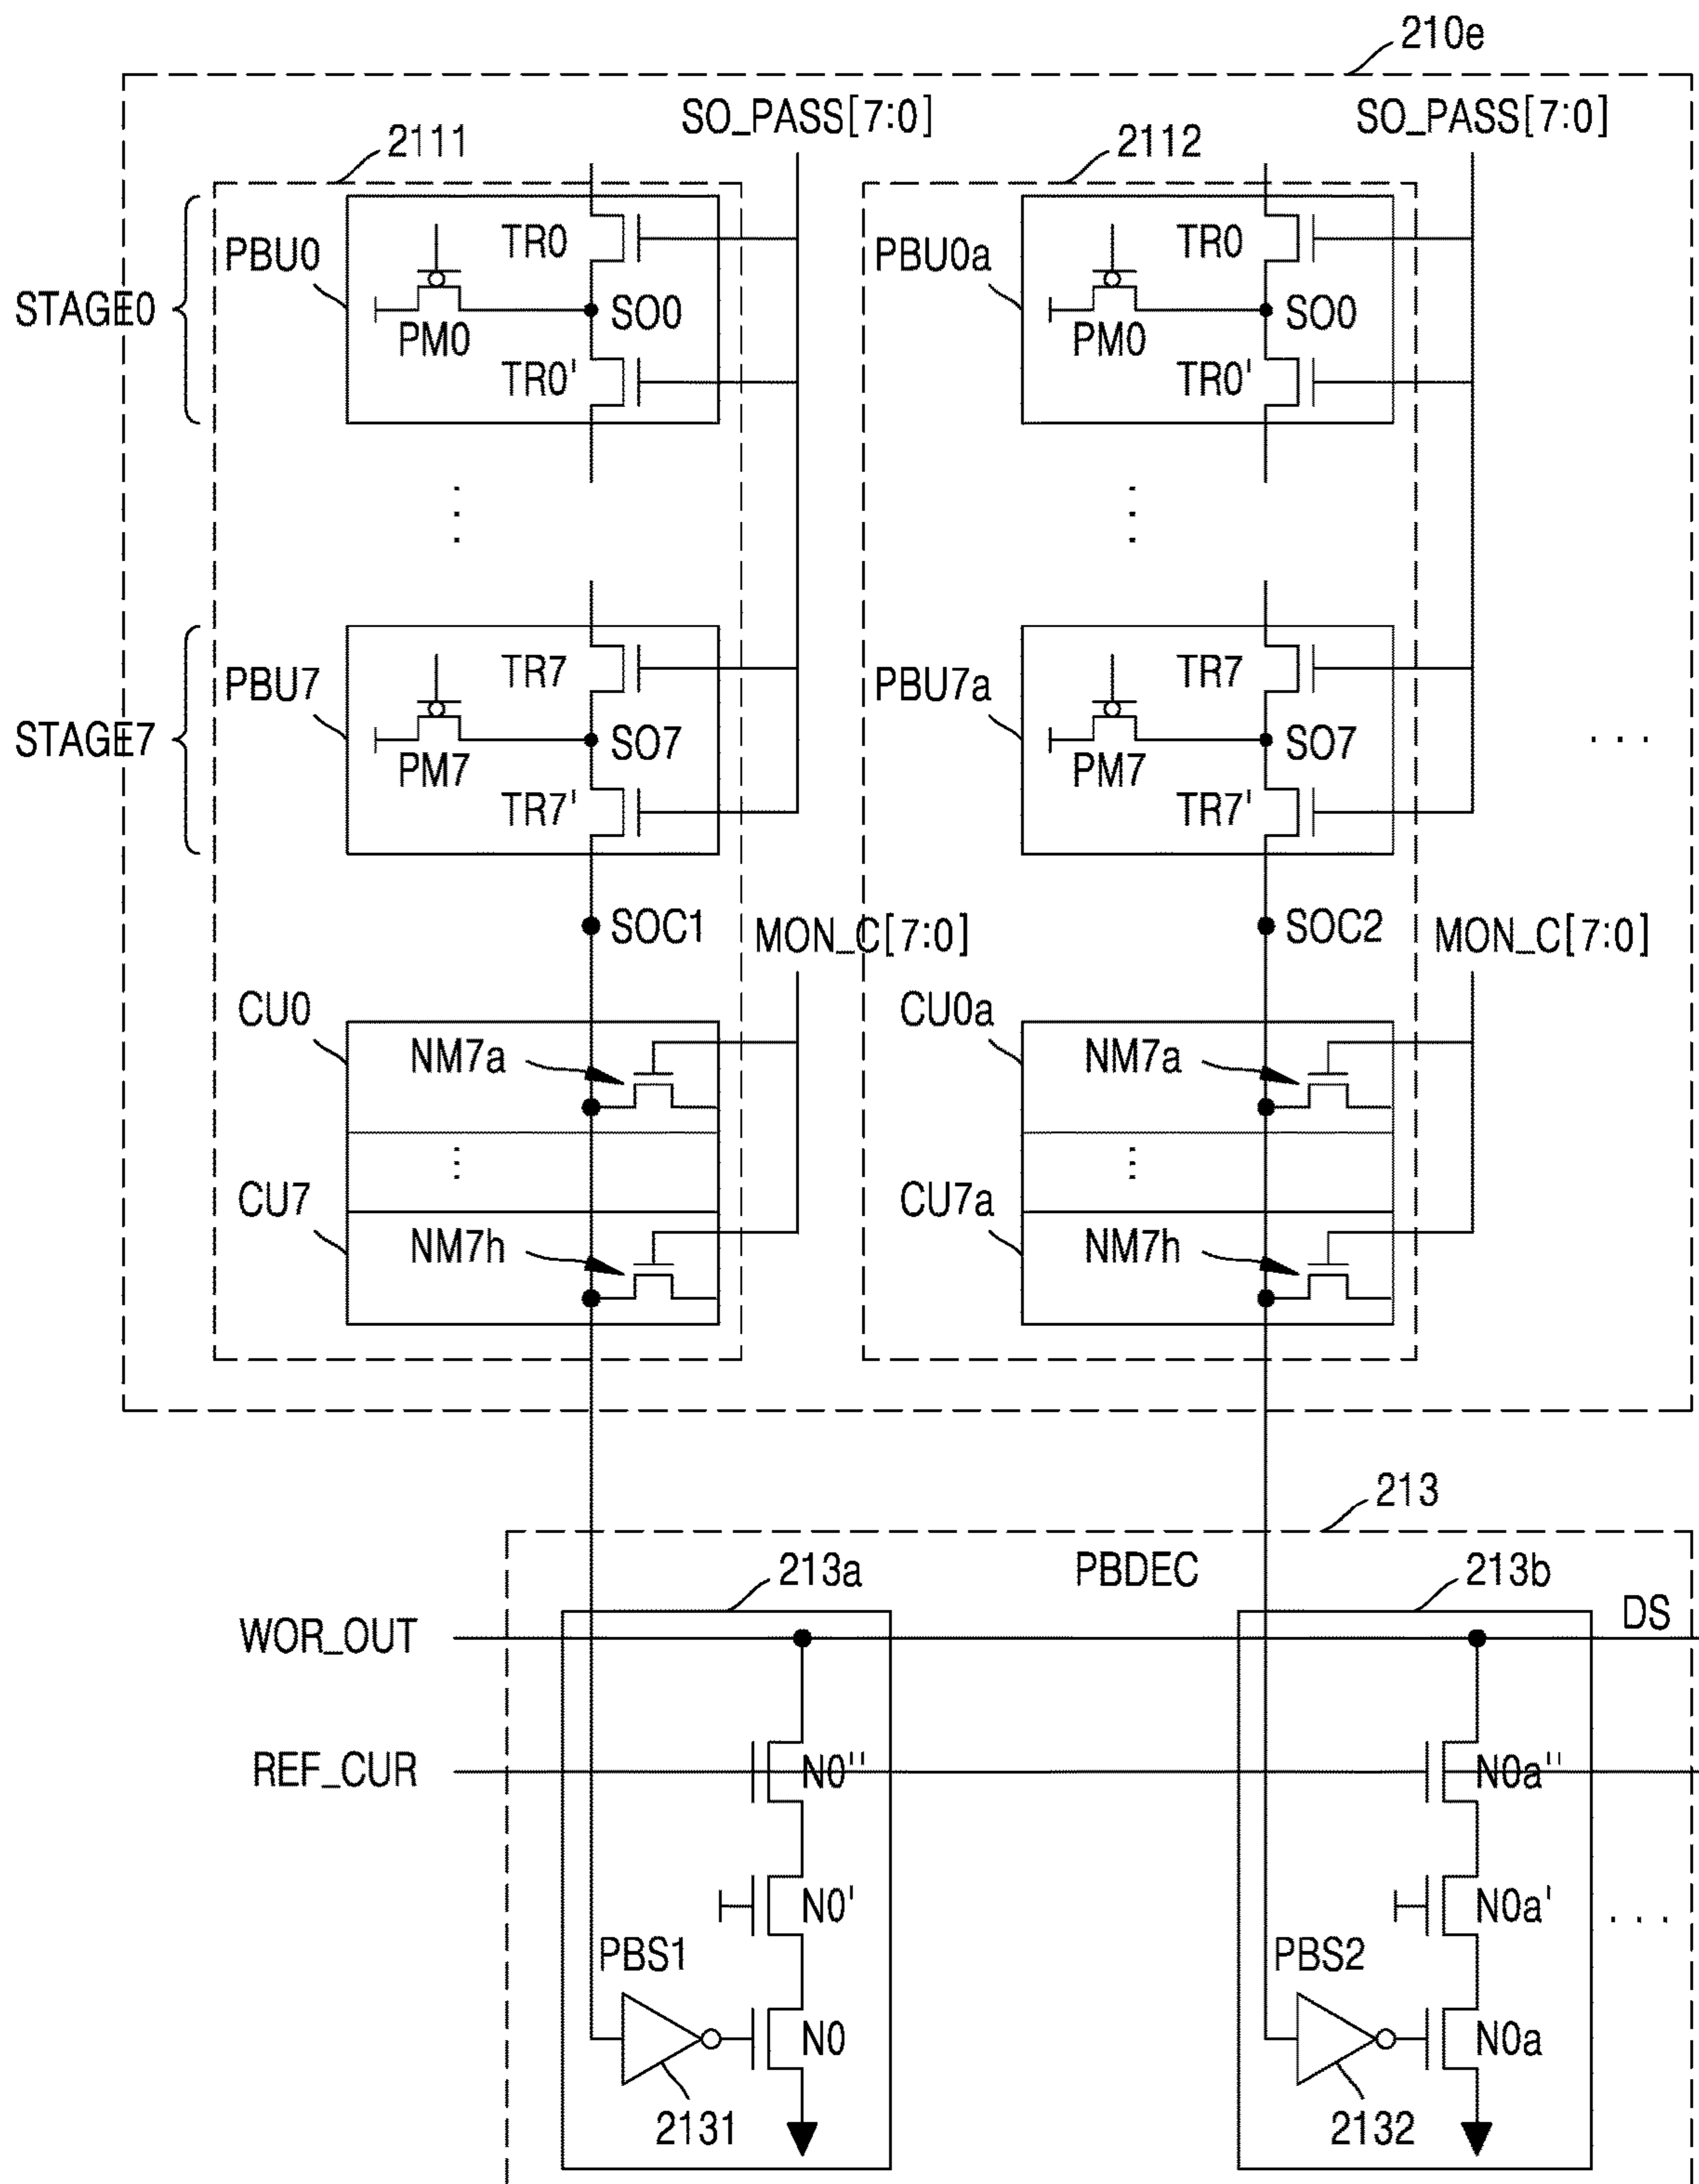 210e
SO_PASS[7:0] SO_PASS[7:0]
2111 2112
PBU0 TR0 PBU0a TR0
STAGE0 SO0 SO0
PM0 PM0
TR0' TR0'
⋮ ⋮
PBU7 TR7 PBU7a TR7
STAGE7 SO7 SO7 . . .
PM7 PM7
TR7' TR7'
SOC1 MON_C[7:0] SOC2 MON_C[7:0]
CU0 CU0a
NM7a NM7a
⋮ ⋮
CU7 CU7a
NM7h NM7h
213
213a PBDEC 213b
WOR_OUT DS
REF_CUR N0" N0a"
N0' N0a' . . .
PBS1 PBS2
N0 N0a
2131 2132